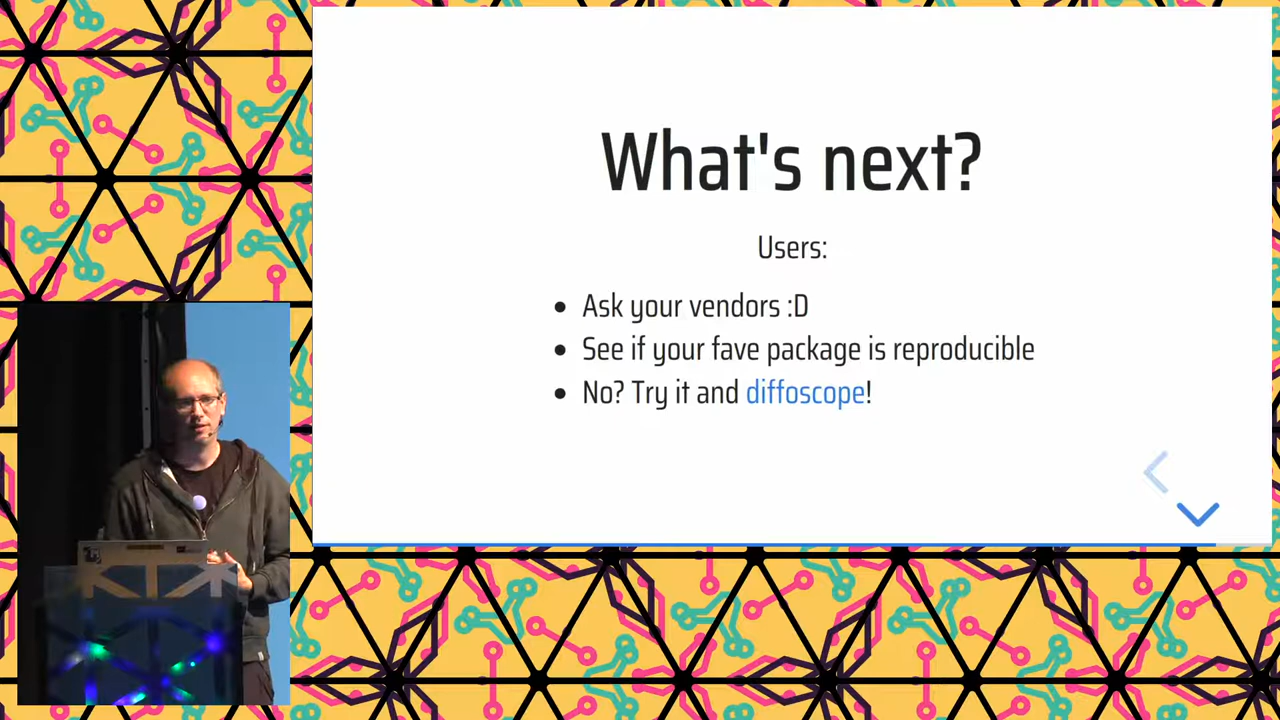 What's next?
Users:
Ask your vendors :D
See if your fave package is reproducible
No? Try it and diffoscope!